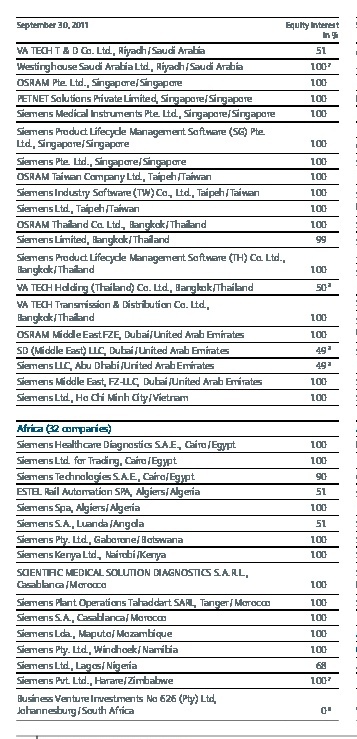 September 30, 2011 Equity interest
in %
VA TECH T & D Co. Ltd., Riyadh/Saudi Arabia 51
Westinghouse Saudi Arabia Ltd., Riyadh/Saudi Arabia 100⁷
OSRAM Pte. Ltd., Singapore/Singapore 100
PETNET Solutions Private Limited, Singapore/Singapore 100
Siemens Medical Instruments Pte. Ltd., Singapore/Singapore 100
Siemens Product Lifecycle Management Software (SG) Pte.
Ltd., Singapore/Singapore 100
Siemens Pte. Ltd., Singapore/Singapore 100
OSRAM Taiwan Company Ltd., Taipeh/Taiwan 100
Siemens Industry Software (TW) Co., Ltd., Taipeh/Taiwan 100
Siemens Ltd., Taipeh/Taiwan 100
OSRAM Thailand Co. Ltd., Bangkok/Thailand 100
Siemens Limited, Bangkok/Thailand 99
Siemens Product Lifecycle Management Software (TH) Co. Ltd.,
Bangkok/Thailand 100
VA TECH Holding (Thailand) Co. Ltd., Bangkok/Thailand 50³
VA TECH Transmission & Distribution Co. Ltd.,
Bangkok/Thailand 100
OSRAM Middle East FZE, Dubai/United Arab Emirates 100
SD (Middle East) LLC, Dubai/United Arab Emirates 49³
Siemens LLC, Abu Dhabi/United Arab Emirates 49³
Siemens Middle East, FZ-LLC, Dubai/United Arab Emirates 100
Siemens Ltd., Ho Chi Minh City/Vietnam 100
Africa (32 companies)
Siemens Healthcare Diagnostics S.A.E., Cairo/Egypt 100
Siemens Ltd. for Trading, Cairo/Egypt 100
Siemens Technologies S.A.E., Cairo/Egypt 90
ESTEL Rail Automation SPA, Algiers/Algeria 51
Siemens Spa, Algiers/Algeria 100
Siemens S.A., Luanda/Angola 51
Siemens Pty. Ltd., Gaborone/Botswana 100
Siemens Kenya Ltd., Nairobi/Kenya 100
SCIENTIFIC MEDICAL SOLUTION DIAGNOSTICS S.A.R.L.,
Casablanca/Morocco 100
Siemens Plant Operations Tahaddart SARL, Tanger/Morocco 100
Siemens S.A., Casablanca/Morocco 100
Siemens Lda., Maputo/Mozambique 100
Siemens Pty. Ltd., Windhoek/Namibia 100
Siemens Ltd., Lagos/Nigeria 68
Siemens Pvt. Ltd., Harare/Zimbabwe 100⁷
Business Venture Investments No 626 (Pty) Ltd,
Johannesburg/South Africa 0